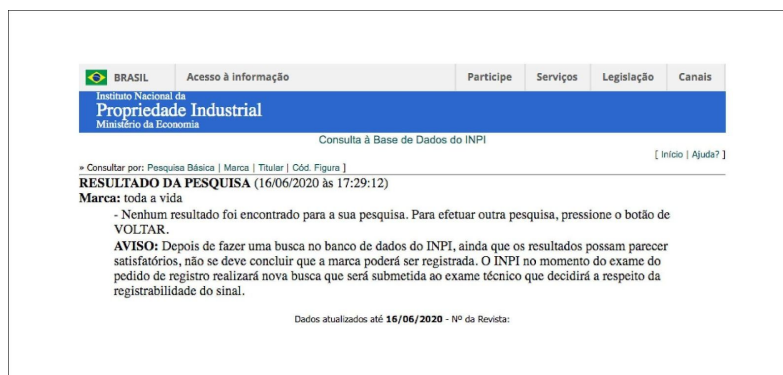 BRASIL Acesso à informação Participe Serviços Legislação Canais
Instituto Nacional da
Propriedade Industrial
Ministério da Economia
Consulta à Base de Dados do INPI
[ Início | Ajuda? ]
» Consultar por: Pesquisa Básica | Marca | Titular | Cód. Figura ]
RESULTADO DA PESQUISA (16/06/2020 às 17:29:12)
Marca: toda a vida
- Nenhum resultado foi encontrado para a sua pesquisa. Para efetuar outra pesquisa, pressione o botão de
VOLTAR.
AVISO: Depois de fazer uma busca no banco de dados do INPI, ainda que os resultados possam parecer
satisfatórios, não se deve concluir que a marca poderá ser registrada. O INPI no momento do exame do
pedido de registro realizará nova busca que será submetida ao exame técnico que decidirá a respeito da
registrabilidade do sinal.
Dados atualizados até 16/06/2020 - Nº da Revista: